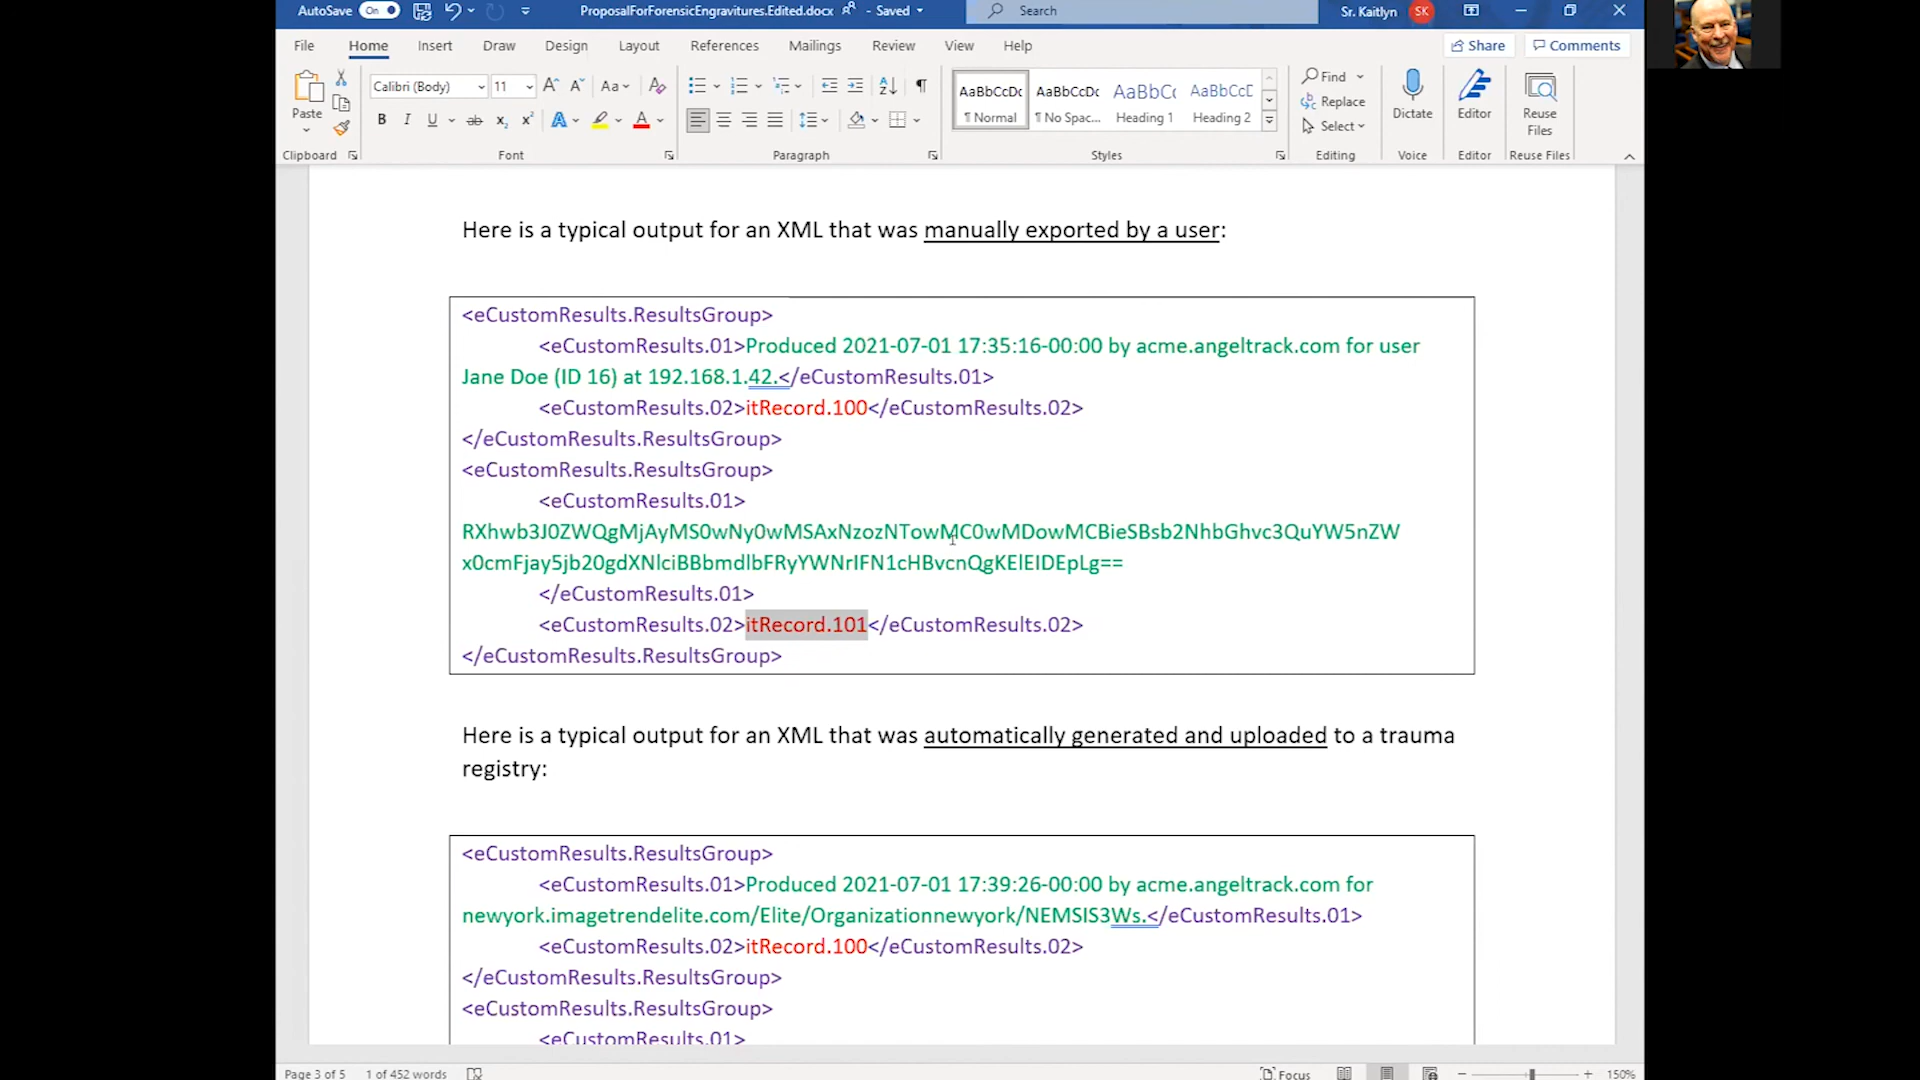 AutoSave On ProposalForForensicEngravitures.Edited.docx - Saved Search Sr. Kaitlyn SK
File Home Insert Draw Design Layout References Mailings Review View Help Share Comments
Calibri (Body) 11 Aa AaBbCcDc AaBbCcDc AaBbCc AaBbCcE Find
Paste Replace Dictate Editor Reuse Files
B I U ab x₂ x² A A ¶ Normal ¶ No Spac... Heading 1 Heading 2 Select
Clipboard Font Paragraph Styles Editing Voice Editor Reuse Files
Here is a typical output for an XML that was manually exported by a user:
<eCustomResults.ResultsGroup>
<eCustomResults.01>Produced 2021-07-01 17:35:16-00:00 by acme.angeltrack.com for user
Jane Doe (ID 16) at 192.168.1.42.</eCustomResults.01>
<eCustomResults.02>itRecord.100</eCustomResults.02>
</eCustomResults.ResultsGroup>
<eCustomResults.ResultsGroup>
<eCustomResults.01>
RXhwb3J0ZWQgMjAyMS0wNy0wMSAxNzozNTowMC0wMDowMCBieSBsb2NhbGhvc3QuYW5nZW
x0cmFjay5jb20gdXNlciBBbmdlbFRyYWNrIFN1cHBvcnQgKElEIDEpLg==
</eCustomResults.01>
<eCustomResults.02>itRecord.101</eCustomResults.02>
</eCustomResults.ResultsGroup>
Here is a typical output for an XML that was automatically generated and uploaded to a trauma
registry:
<eCustomResults.ResultsGroup>
<eCustomResults.01>Produced 2021-07-01 17:39:26-00:00 by acme.angeltrack.com for
newyork.imagetrendelite.com/Elite/Organizationnewyork/NEMSIS3Ws.</eCustomResults.01>
<eCustomResults.02>itRecord.100</eCustomResults.02>
</eCustomResults.ResultsGroup>
<eCustomResults.ResultsGroup>
<eCustomResults.01>
Page 3 of 5 1 of 452 words Focus 150%